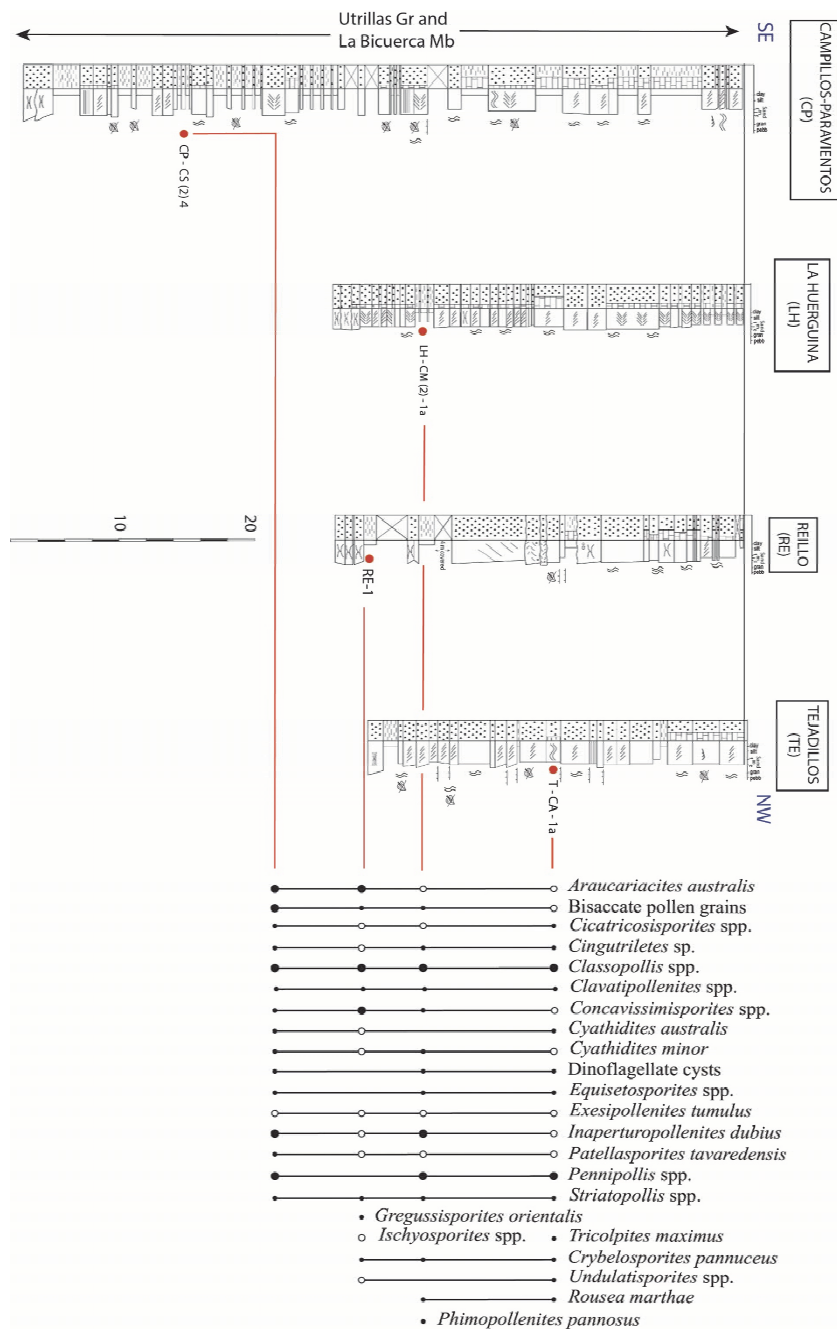 Utrillas Gr and
La Bicuerca Mb
SE
CAMPILLOS-PARAVIENTOS
(CP)
CP - CS (2) 4
LA HUERGUINA
(LH)
LH - CM (2) - 1a
10
20
REILLO
(RE)
covered
RE-1
TEJADILLOS
(TE)
T - CA - 1a
NW
Araucariacites australis
Bisaccate pollen grains
Cicatricosisporites spp.
Cingutriletes sp.
Classopollis spp.
Clavatipollenites spp.
Concavissimisporites spp.
Cyathidites australis
Cyathidites minor
Dinoflagellate cysts
Equisetosporites spp.
Exesipollenites tumulus
Inaperturopollenites dubius
Patellasporites tavaredensis
Pennipollis spp.
Striatopollis spp.
Gregussisporites orientalis
Ischyosporites spp.
Tricolpites maximus
Crybelosporites pannuceus
Undulatisporites spp.
Rousea marthae
Phimopollenites pannosus